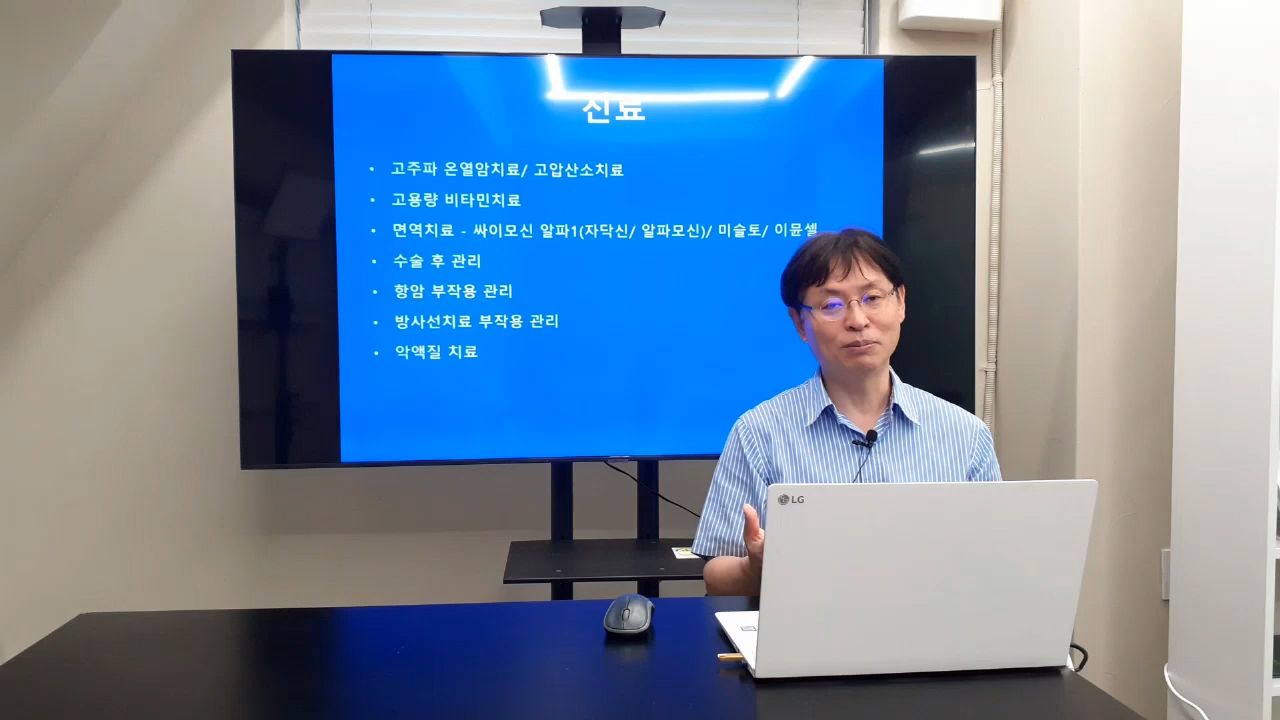 진료
• 고주파 온열암치료/ 고압산소치료
• 고용량 비타민치료
• 면역치료 - 싸이모신 알파1(자닥신/ 알파모신)/ 미슬토/ 이뮨셀
• 수술 후 관리
• 항암 부작용 관리
• 방사선치료 부작용 관리
• 악액질 치료
LG